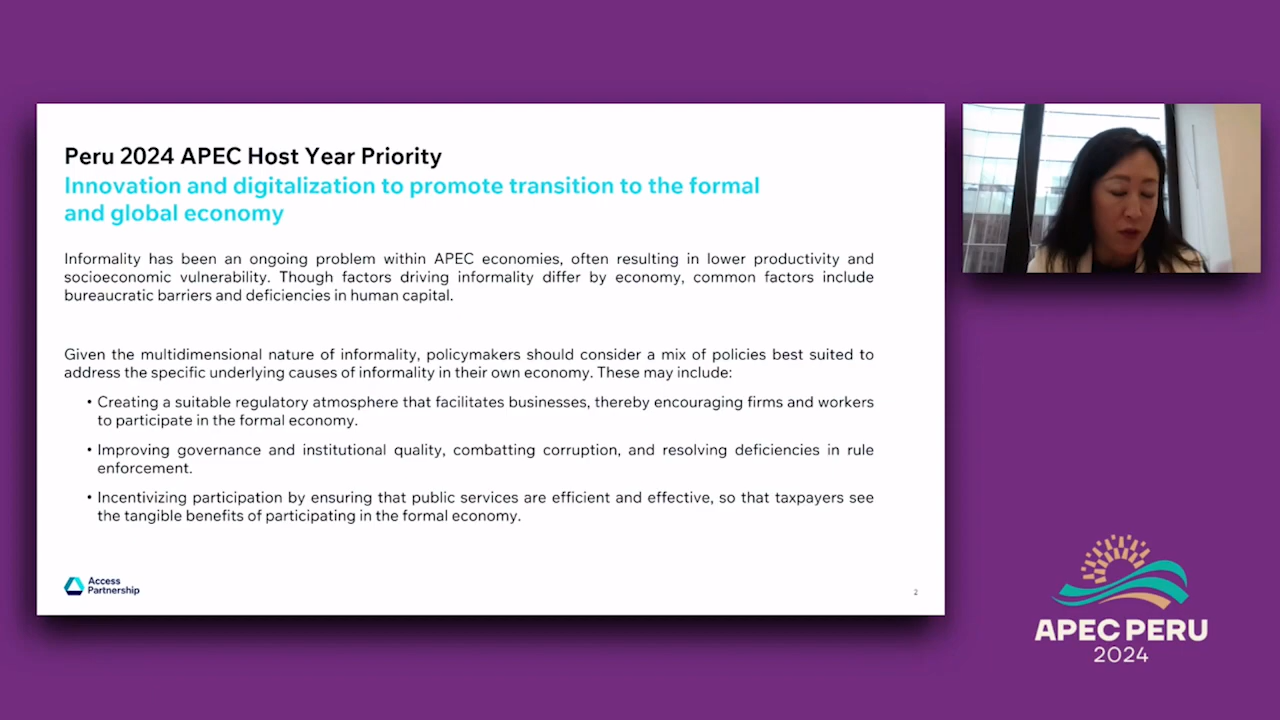 Peru 2024 APEC Host Year Priority
Innovation and digitalization to promote transition to the formal
and global economy
Informality has been an ongoing problem within APEC economies, often resulting in lower productivity and
socioeconomic vulnerability. Though factors driving informality differ by economy, common factors include
bureaucratic barriers and deficiencies in human capital.
Given the multidimensional nature of informality, policymakers should consider a mix of policies best suited to
address the specific underlying causes of informality in their own economy. These may include:
• Creating a suitable regulatory atmosphere that facilitates businesses, thereby encouraging firms and workers
to participate in the formal economy.
• Improving governance and institutional quality, combatting corruption, and resolving deficiencies in rule
enforcement.
• Incentivizing participation by ensuring that public services are efficient and effective, so that taxpayers see
the tangible benefits of participating in the formal economy.
Access
Partnership
2
APEC PERU
2024